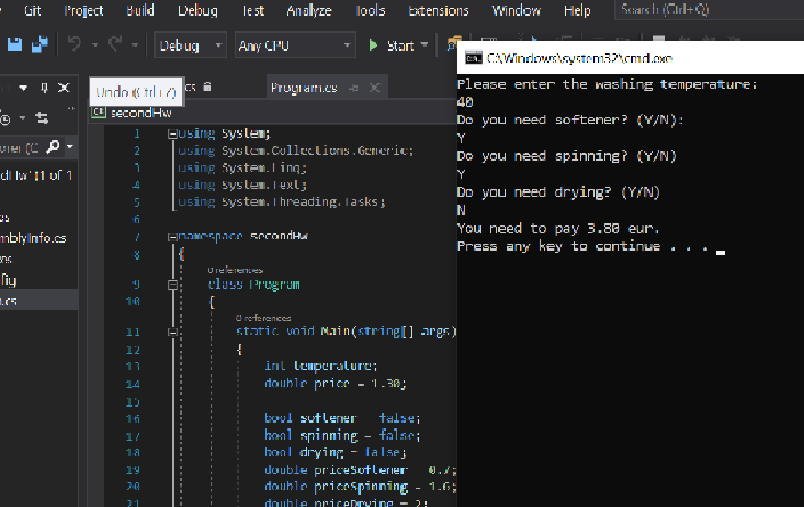 Git Project Build Debug Test Analyze Tools Extensions Window Help Search (Ctrl+Q)
Debug Any CPU Start
C:\Windows\system32\cmd.exe
Undo (Ctrl+Z) cs Program.cs
secondHw
1 using System;
2 using System.Collections.Generic;
3 using System.Linq;
4 using System.Text;
5 using System.Threading.Tasks;
6
7 namespace secondHw
8 {
0 references
9 class Program
10 {
0 references
11 static void Main(string[] args)
12 {
13 int temperature;
14 double price = 1.30;
15
16 bool softener = false;
17 bool spinning = false;
18 bool drying = false;
19 double priceSoftener = 0.7;
20 double priceSpinning = 1.6;
21 double priceDrying = 2;
Please enter the washing temperature:
40
Do you need softener? (Y/N):
Y
Do you need spinning? (Y/N)
Y
Do you need drying? (Y/N)
N
You need to pay 3.80 eur.
Press any key to continue . . .
1 of 1
mblyInfo.cs
fig
.cs